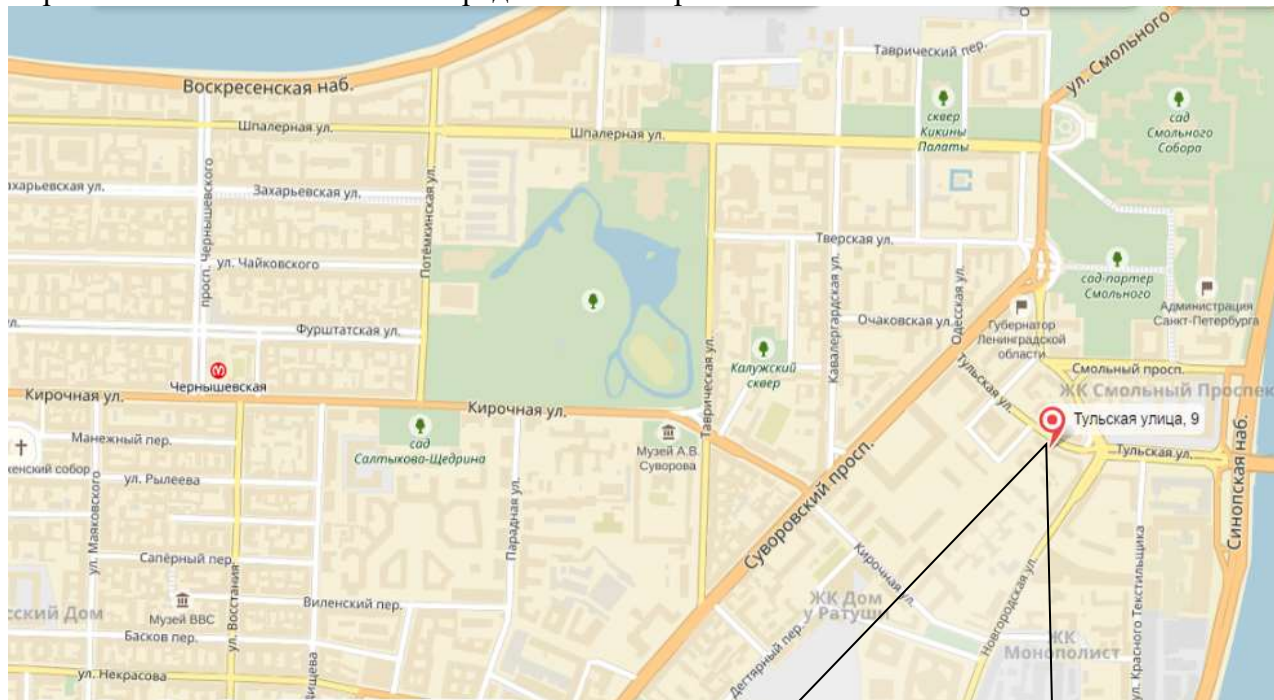 Таврический пер.
ул. Смольного
Воскресенская наб.
сквер
Кикины
Палаты
сад
Смольного
Собора
Шпалерная ул.
Шпалерная ул.
просп. Чернышевского
Захарьевская ул.
Потёмкинская ул.
Тверская ул.
ул. Чайковского
Таврическая ул.
Кавалергардская ул.
Одесская ул.
сад-партер
Смольного
Администрация
Санкт-Петербурга
Фурштатская ул.
Очаковская ул.
Губернатор
Ленинградской
области
Калужский
сквер
Смольный просп.
Чернышевская
Тульская ул.
ЖК Смольный Проспек
Кирочная ул.
Кирочная ул.
Тульская улица, 9
сад
Салтыкова-Щедрина
Музей А.В.
Суворова
Манежный пер.
Тульская ул.
Синопская наб.
ул. Рылеева
ул. Маяковского
Парадная ул.
Суворовский просп.
Сапёрный пер.
ул. Восстания
Кирочная ул.
Новгородская ул.
ул. Красного Текстильщика
Музей ВВС
Виленский пер.
ЖК Дом
у Ратуши
Басков пер.
Дегтярный пер.
ЖК
Монополист
ул. Некрасова